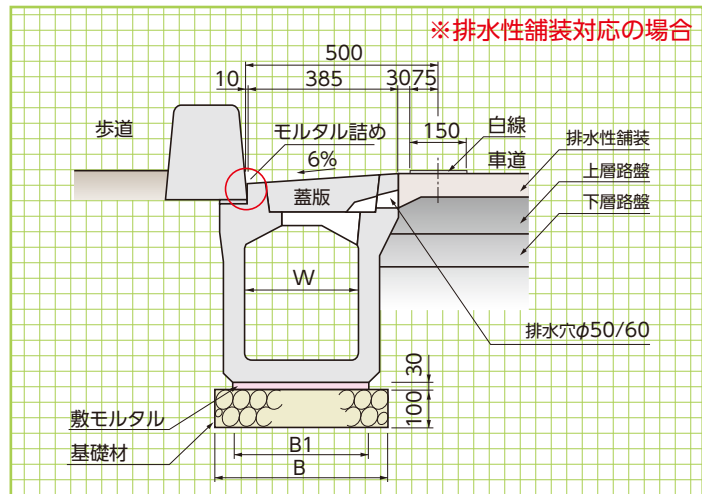 ※排水性舗装対応の場合
500
10
385
30
75
歩道
モルタル詰め
6%
150
白線
車道
排水性舗装
上層路盤
下層路盤
蓋版
W
排水穴φ50/60
30
100
敷モルタル
基礎材
B1
B